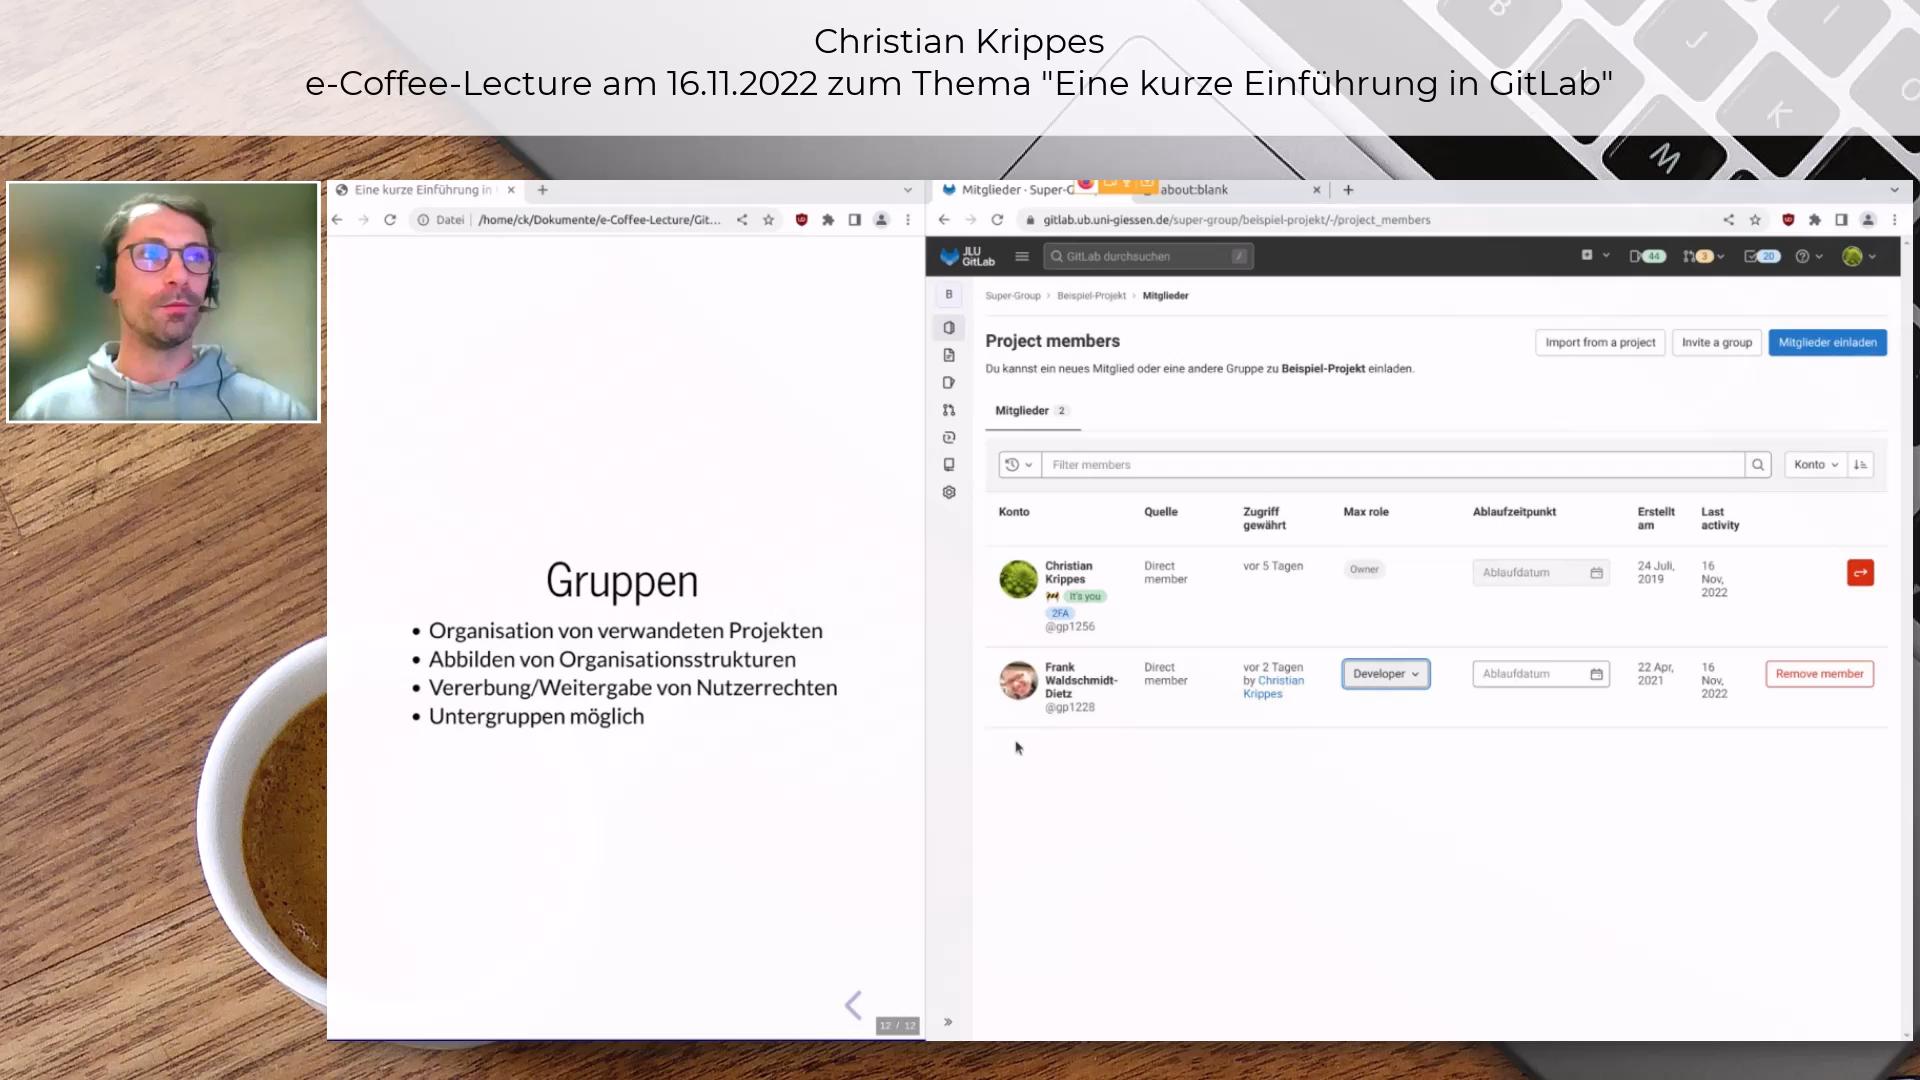 Christian Krippes
e-Coffee-Lecture am 16.11.2022 zum Thema "Eine kurze Einführung in GitLab"
Eine kurze Einführung in
Datei
/home/ck/Dokumente/e-Coffee-Lecture/Git...
Gruppen
Organisation von verwandeten Projekten
Abbilden von Organisationsstrukturen
Vererbung/Weitergabe von Nutzerrechten
Untergruppen möglich
12 / 12
Mitglieder · Super-G
about:blank
gitlab.ub.uni-giessen.de/super-group/beispiel-projekt/-/project_members
JLU
GitLab
GitLab durchsuchen
/
44
3
20
B
Super-Group › Beispiel-Projekt › Mitglieder
Project members
Import from a project
Invite a group
Mitglieder einladen
Du kannst ein neues Mitglied oder eine andere Gruppe zu Beispiel-Projekt einladen.
Mitglieder 2
Filter members
Konto
Konto
Quelle
Zugriff
gewährt
Max role
Ablaufzeitpunkt
Erstellt
am
Last
activity
Christian
Krippes
It's you
2FA
@gp1256
Direct
member
vor 5 Tagen
Owner
Ablaufdatum
24 Juli,
2019
16
Nov,
2022
Frank
Waldschmidt-
Dietz
@gp1228
Direct
member
vor 2 Tagen
by Christian
Krippes
Developer
Ablaufdatum
22 Apr,
2021
16
Nov,
2022
Remove member
B
J
I
K
O
M